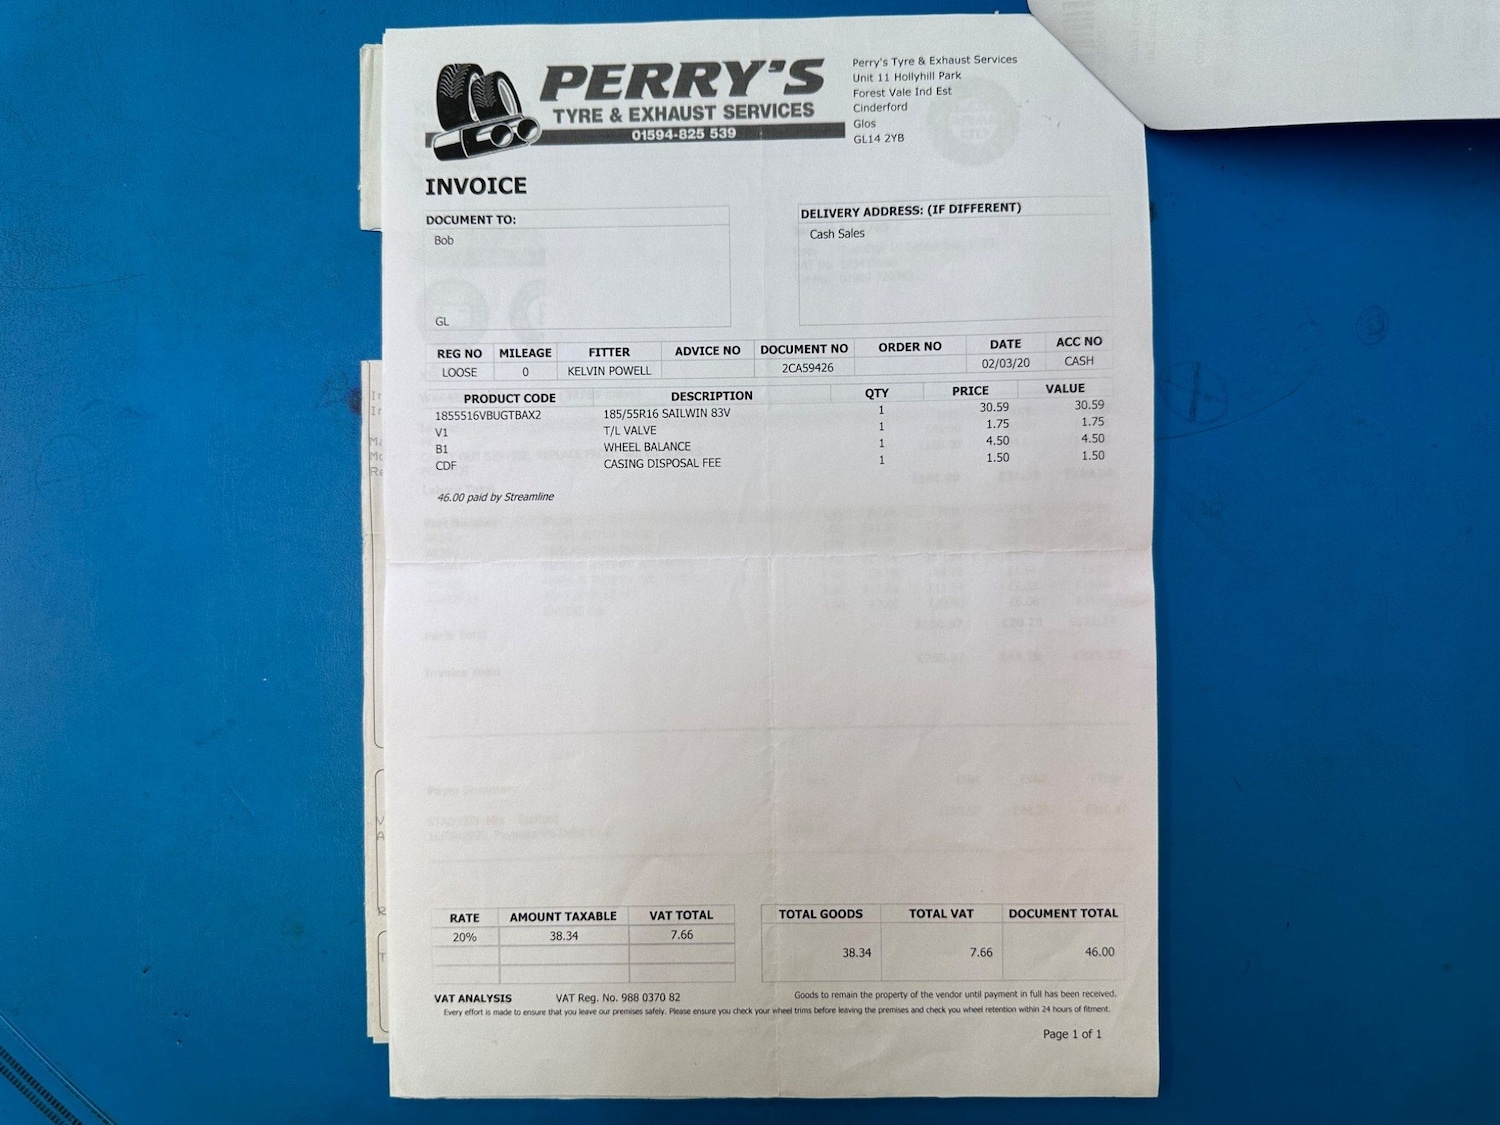 PERRY'S
TYRE & EXHAUST SERVICES
01594-825 539
Perry's Tyre & Exhaust Services
Unit 11 Hollyhill Park
Forest Vale Ind Est
Cinderford
Glos
GL14 2YB
INVOICE
DOCUMENT TO:
Bob
GL
DELIVERY ADDRESS: (IF DIFFERENT)
Cash Sales
REG NO MILEAGE FITTER ADVICE NO DOCUMENT NO ORDER NO DATE ACC NO
LOOSE 0 KELVIN POWELL 2CA59426 02/03/20 CASH
PRODUCT CODE DESCRIPTION QTY PRICE VALUE
1855516VBUGTBAX2 185/55R16 SAILWIN 83V 1 30.59 30.59
V1 T/L VALVE 1 1.75 1.75
B1 WHEEL BALANCE 1 4.50 4.50
CDF CASING DISPOSAL FEE 1 1.50 1.50
46.00 paid by Streamline
RATE AMOUNT TAXABLE VAT TOTAL
20% 38.34 7.66
TOTAL GOODS TOTAL VAT DOCUMENT TOTAL
38.34 7.66 46.00
VAT ANALYSIS VAT Reg. No. 988 0370 82
Goods to remain the property of the vendor until payment in full has been received.
Every effort is made to ensure that you leave our premises safely. Please ensure you check your wheel trims before leaving the premises and check you wheel retention within 24 hours of fitment.
Page 1 of 1